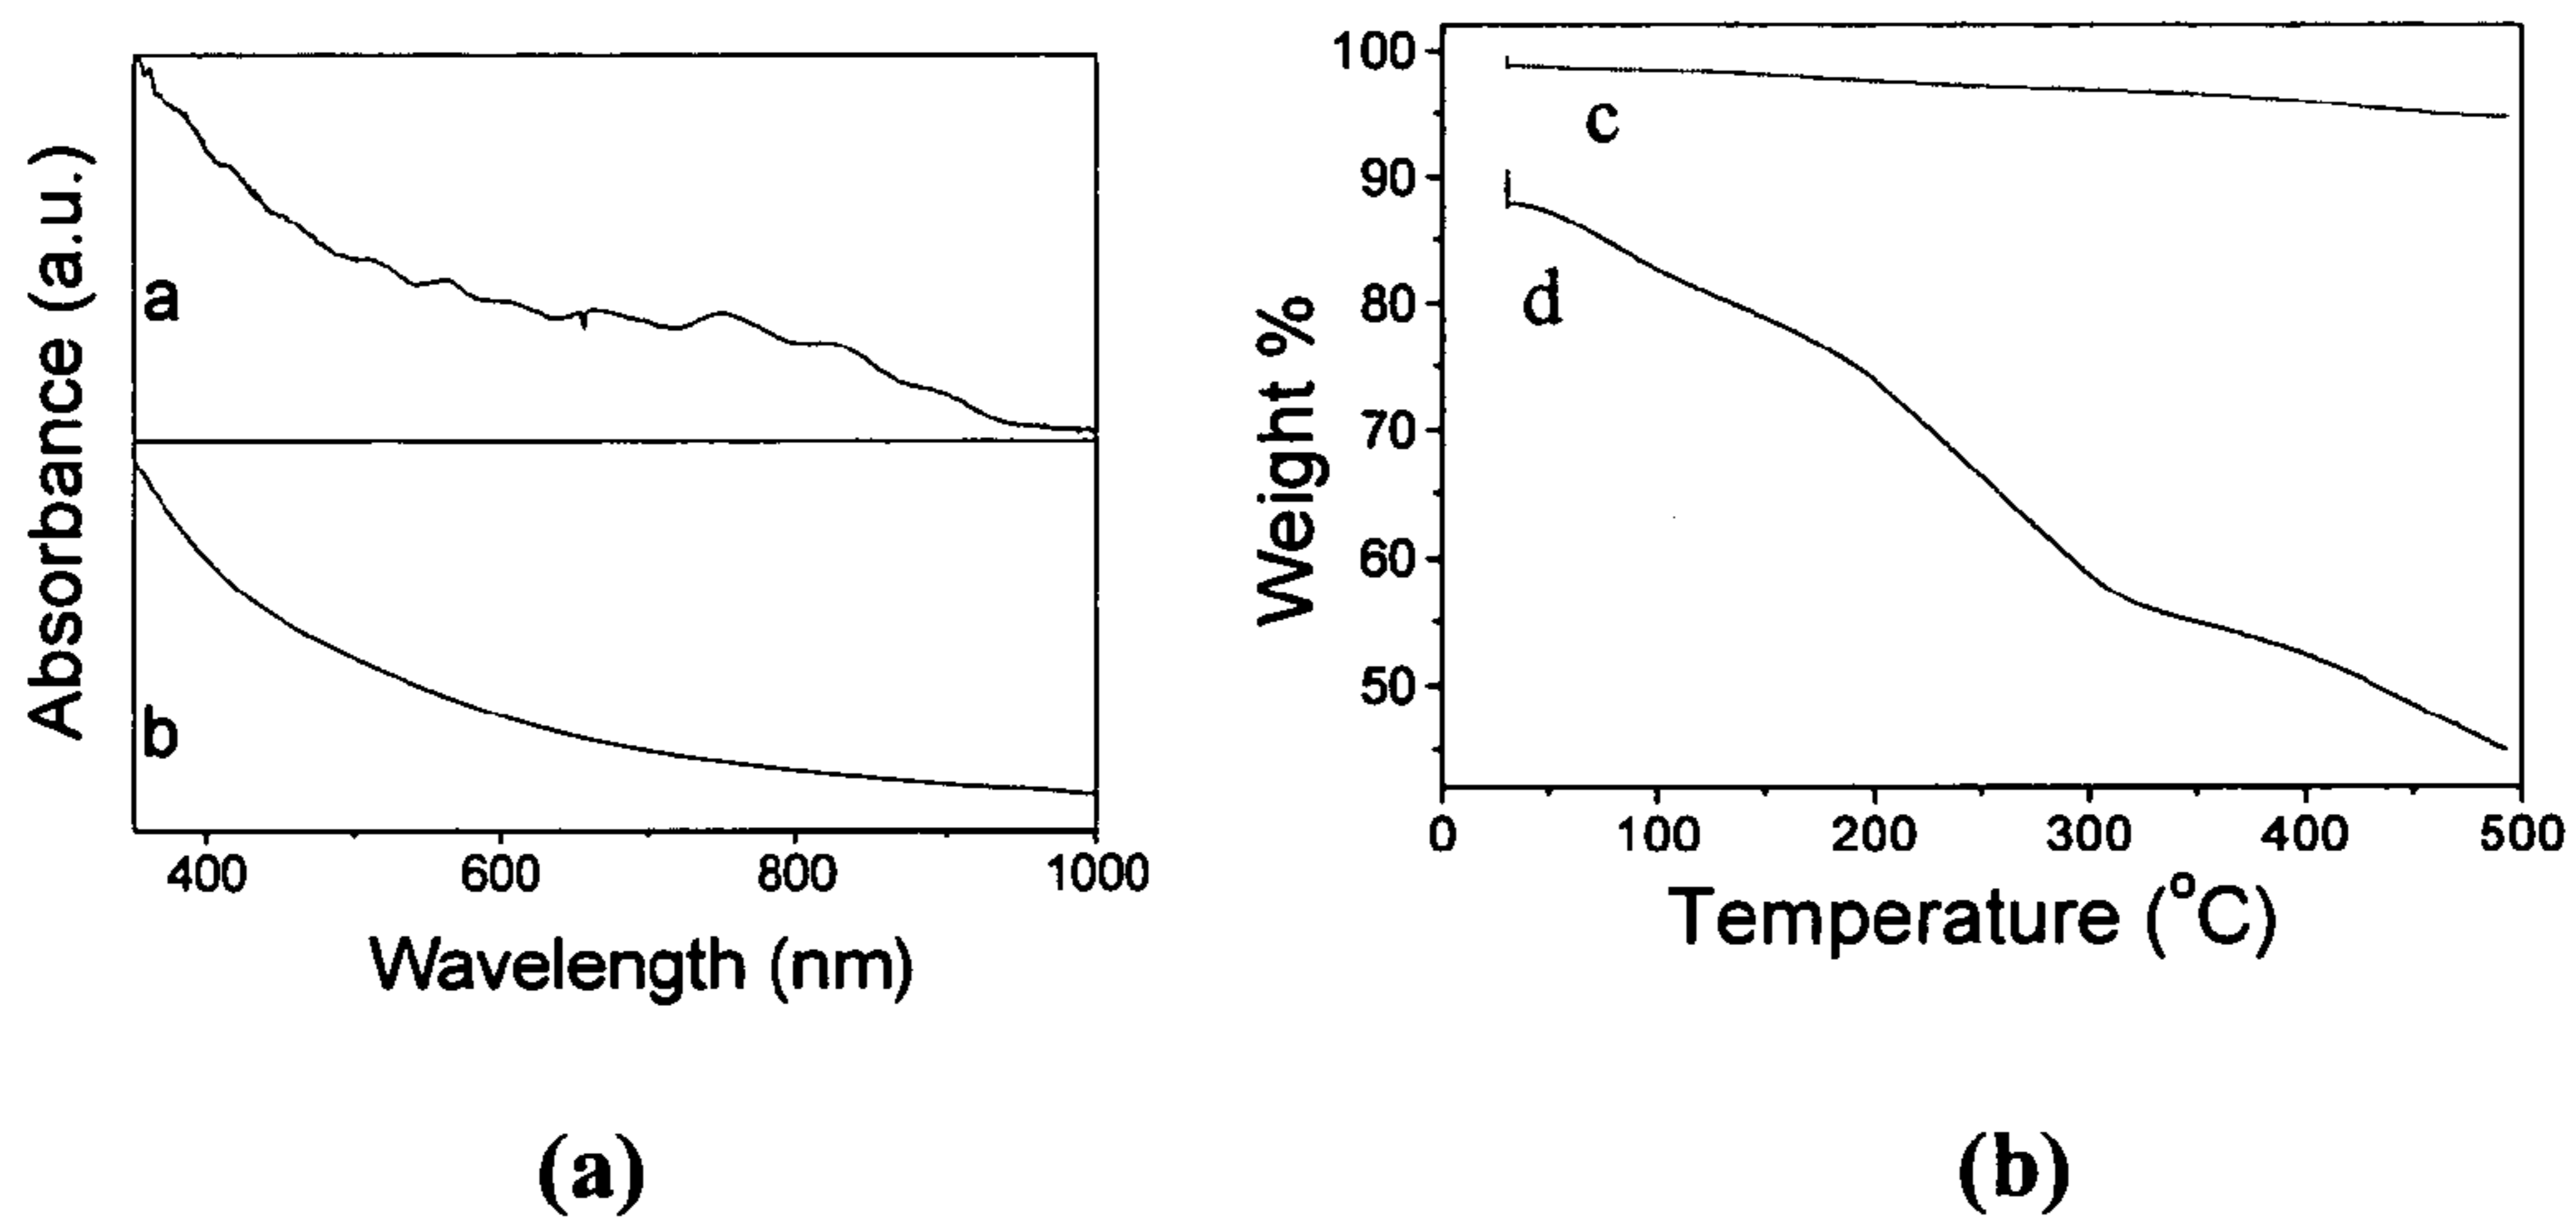 Absorbance (a.u.)
a
b
400 600 800 1000
Wavelength (nm)
(a)
Weight %
100
90
80
70
60
50
c
d
0 100 200 300 400 500
Temperature (°C)
(b)